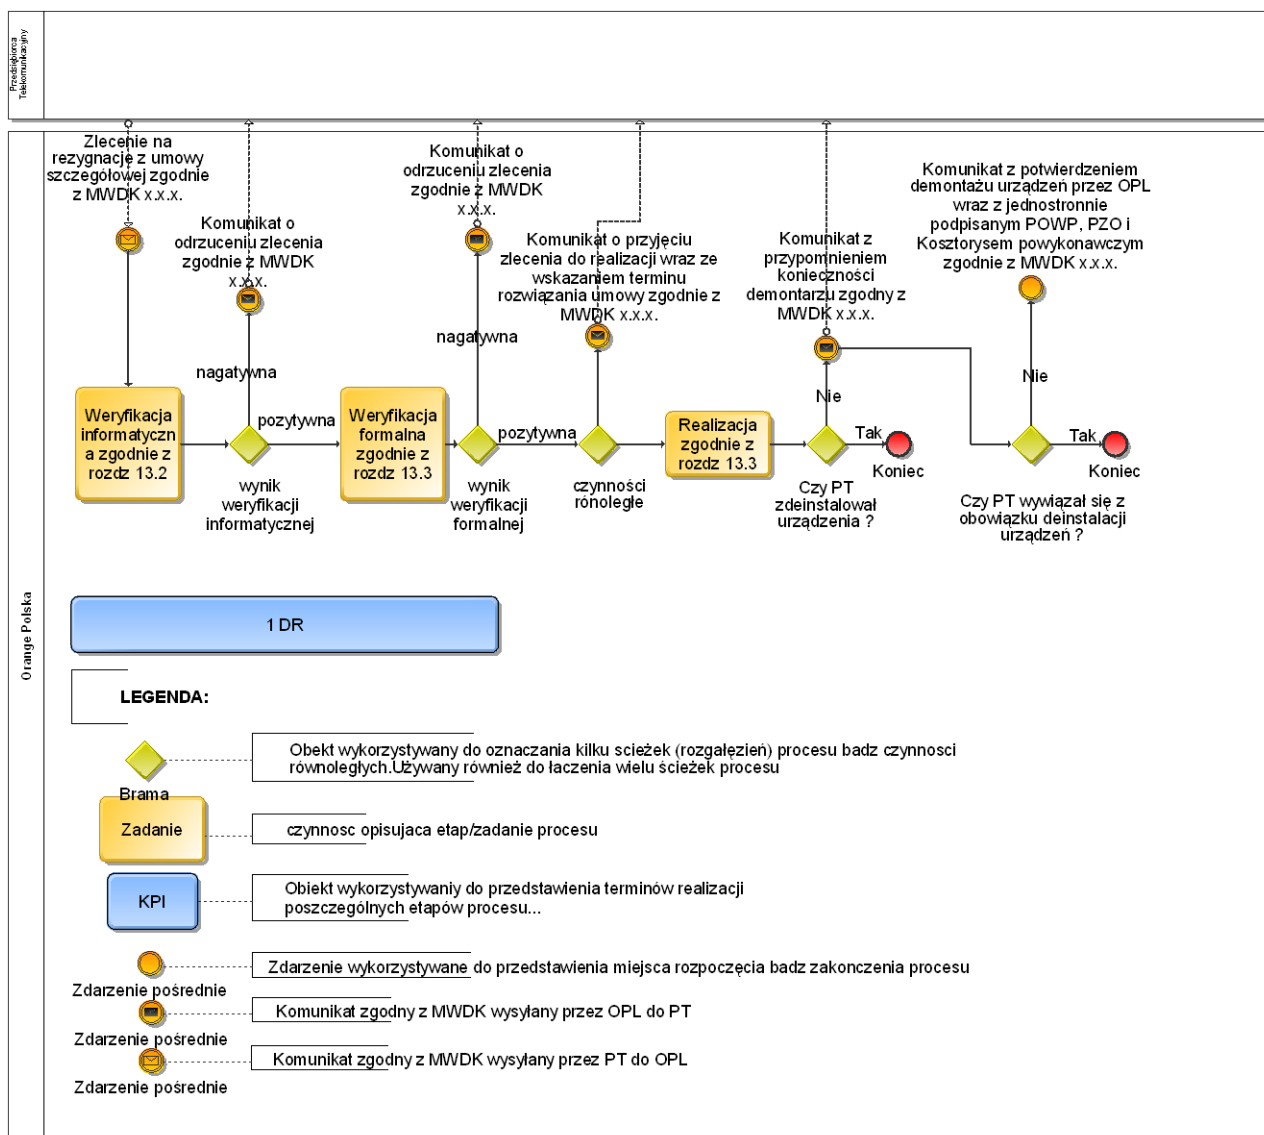 Przedsiębiorca
Telekomunikacyjny
Orange Polska
Zlecenie na
rezygnację z umowy
szczegółowej zgodnie
z MWDK x.x.x.
Komunikat o
odrzuceniu zlecenia
zgodnie z MWDK
x.x.x.
Komunikat o
odrzuceniu zlecenia
zgodnie z MWDK
x.x.x.
Komunikat o przyjęciu
zlecenia do realizacji wraz ze
wskazaniem terminu
rozwiązania umowy zgodnie z
MWDK x.x.x.
Komunikat z
przypomnieniem
konieczności
demontarzu zgodny z
MWDK x.x.x.
Komunikat z potwierdzeniem
demontażu urządzeń przez OPL
wraz z jednostronnie
podpisanym POWP, PZO i
Kosztorysem powykonawczym
zgodnie z MWDK x.x.x.
nagatywna
nagatywna
Nie
Nie
Weryfikacja
informatyczn
a zgodnie z
rozdz 13.2
pozytywna
Weryfikacja
formalna
zgodnie z
rozdz 13.3
pozytywna
Realizacja
zgodnie z
rozdz 13.3
Tak
Koniec
Tak
Koniec
wynik
weryfikacji
informatycznej
wynik
weryfikacji
formalnej
czynności
rónoległe
Czy PT
zdeinstalował
urządzenia ?
Czy PT wywiązał się z
obowiązku deinstalacji
urządzeń ?
1 DR
LEGENDA:
Brama
Obekt wykorzystywany do oznaczania kilku scieżek (rozgałęzień) procesu badz czynnosci
równoległych.Używany również do łaczenia wielu ścieżek procesu
Zadanie
czynnosc opisujaca etap/zadanie procesu
KPI
Obiekt wykorzystywaniy do przedstawienia terminów realizacji
poszczególnych etapów procesu...
Zdarzenie pośrednie
Zdarzenie wykorzystywane do przedstawienia miejsca rozpoczęcia badz zakonczenia procesu
Zdarzenie pośrednie
Komunikat zgodny z MWDK wysyłany przez OPL do PT
Zdarzenie pośrednie
Komunikat zgodny z MWDK wysyłany przez PT do OPL